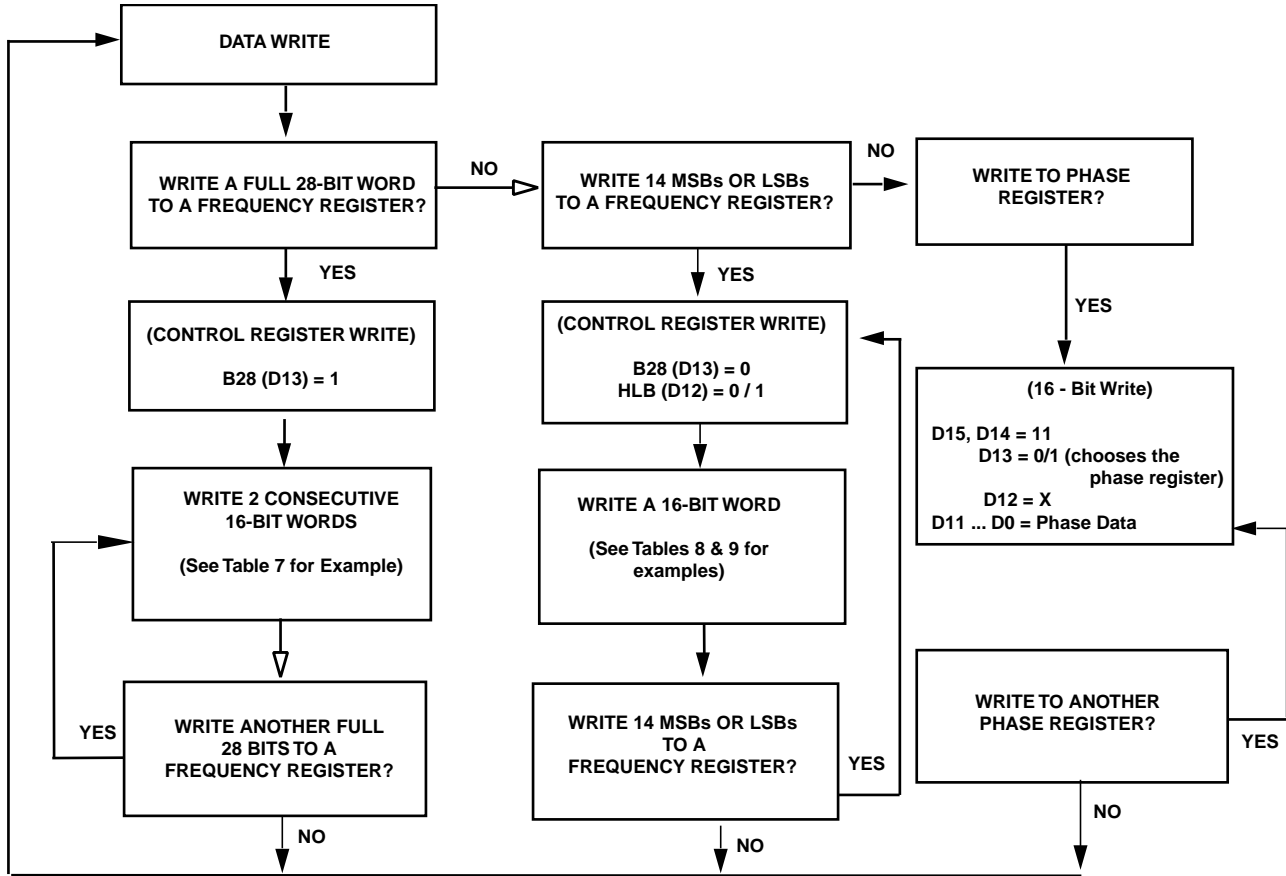 DATA WRITE
WRITE A FULL 28-BIT WORD
TO A FREQUENCY REGISTER?
NO
WRITE 14 MSBs OR LSBs
TO A FREQUENCY REGISTER?
NO
WRITE TO PHASE
REGISTER?
YES
YES
YES
(CONTROL REGISTER WRITE)
B28 (D13) = 1
(CONTROL REGISTER WRITE)
B28 (D13) = 0
HLB (D12) = 0 / 1
(16 - Bit Write)
D15, D14 = 11
D13 = 0/1 (chooses the
phase register)
D12 = X
D11 ... D0 = Phase Data
WRITE 2 CONSECUTIVE
16-BIT WORDS
(See Table 7 for Example)
WRITE A 16-BIT WORD
(See Tables 8 & 9 for
examples)
YES
WRITE ANOTHER FULL
28 BITS TO A
FREQUENCY REGISTER?
WRITE 14 MSBs OR LSBs
TO A
FREQUENCY REGISTER?
YES
WRITE TO ANOTHER
PHASE REGISTER?
YES
NO
NO
NO